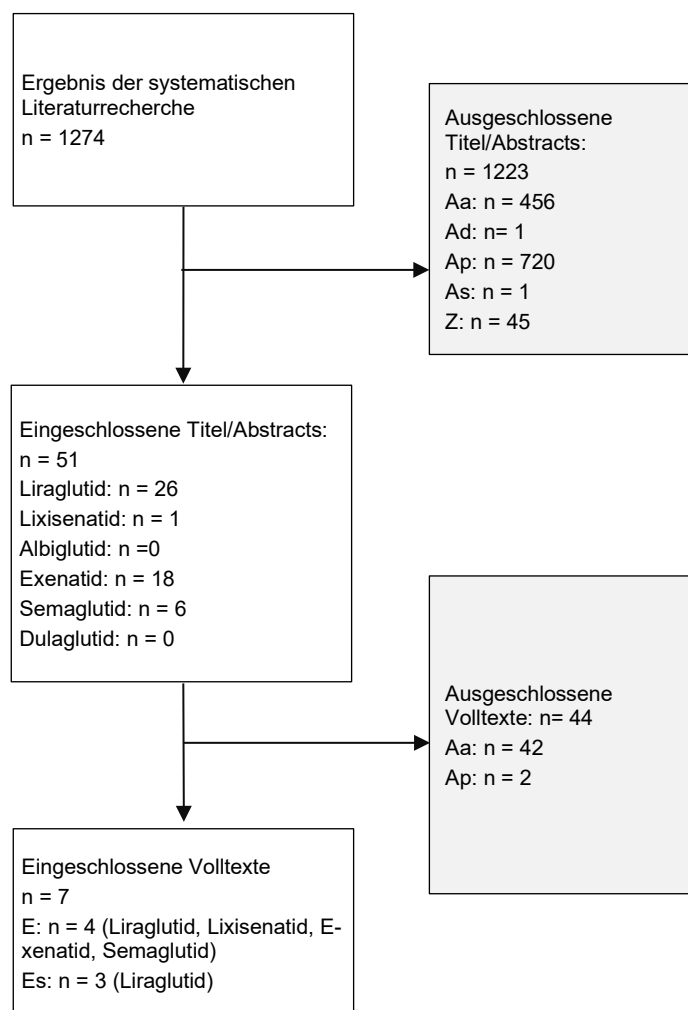 Ergebnis der systematischen
Literaturrecherche
n = 1274
Ausgeschlossene
Titel/Abstracts:
n = 1223
Aa: n = 456
Ad: n= 1
Ap: n = 720
As: n = 1
Z: n = 45
Eingeschlossene Titel/Abstracts:
n = 51
Liraglutid: n = 26
Lixisenatid: n = 1
Albiglutid: n =0
Exenatid: n = 18
Semaglutid: n = 6
Dulaglutid: n = 0
Ausgeschlossene
Volltexte: n= 44
Aa: n = 42
Ap: n = 2
Eingeschlossene Volltexte
n = 7
E: n = 4 (Liraglutid, Lixisenatid, E-
xenatid, Semaglutid)
Es: n = 3 (Liraglutid)